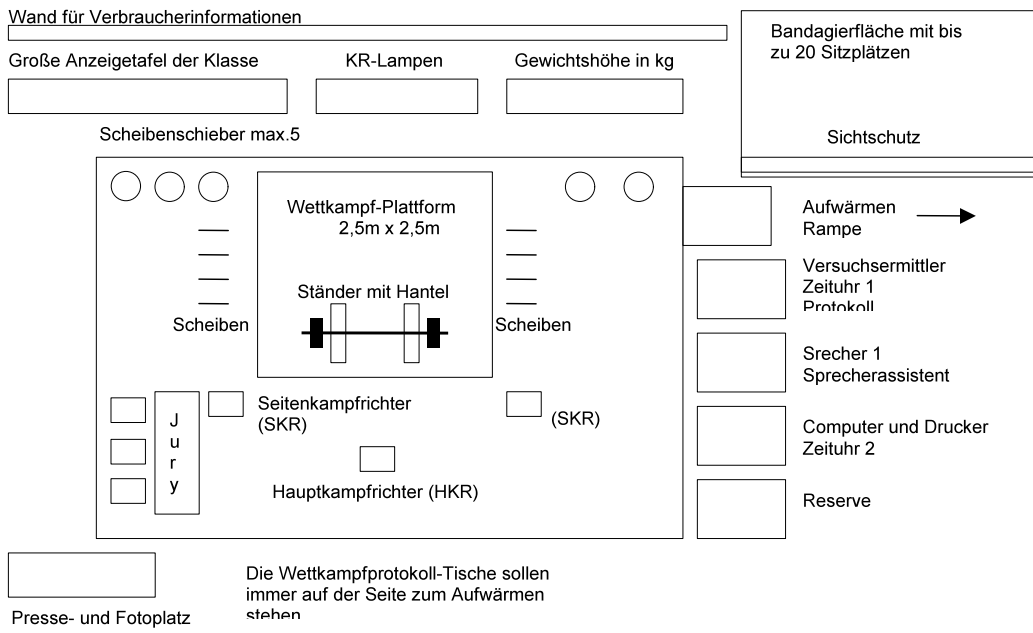 Wand für Verbraucherinformationen
Bandagierfläche mit bis
zu 20 Sitzplätzen
Große Anzeigetafel der Klasse
KR-Lampen
Gewichtshöhe in kg
Scheibenschieber max.5
Sichtschutz
Wettkampf-Plattform
2,5m x 2,5m
Aufwärmen
Rampe
Versuchsermittler
Zeituhr 1
Protokoll
Ständer mit Hantel
Scheiben
Scheiben
Srecher 1
Sprecherassistent
Jury
Seitenkampfrichter
(SKR)
(SKR)
Computer und Drucker
Zeituhr 2
Hauptkampfrichter (HKR)
Reserve
Die Wettkampfprotokoll-Tische sollen
immer auf der Seite zum Aufwärmen
stehen
Presse- und Fotoplatz